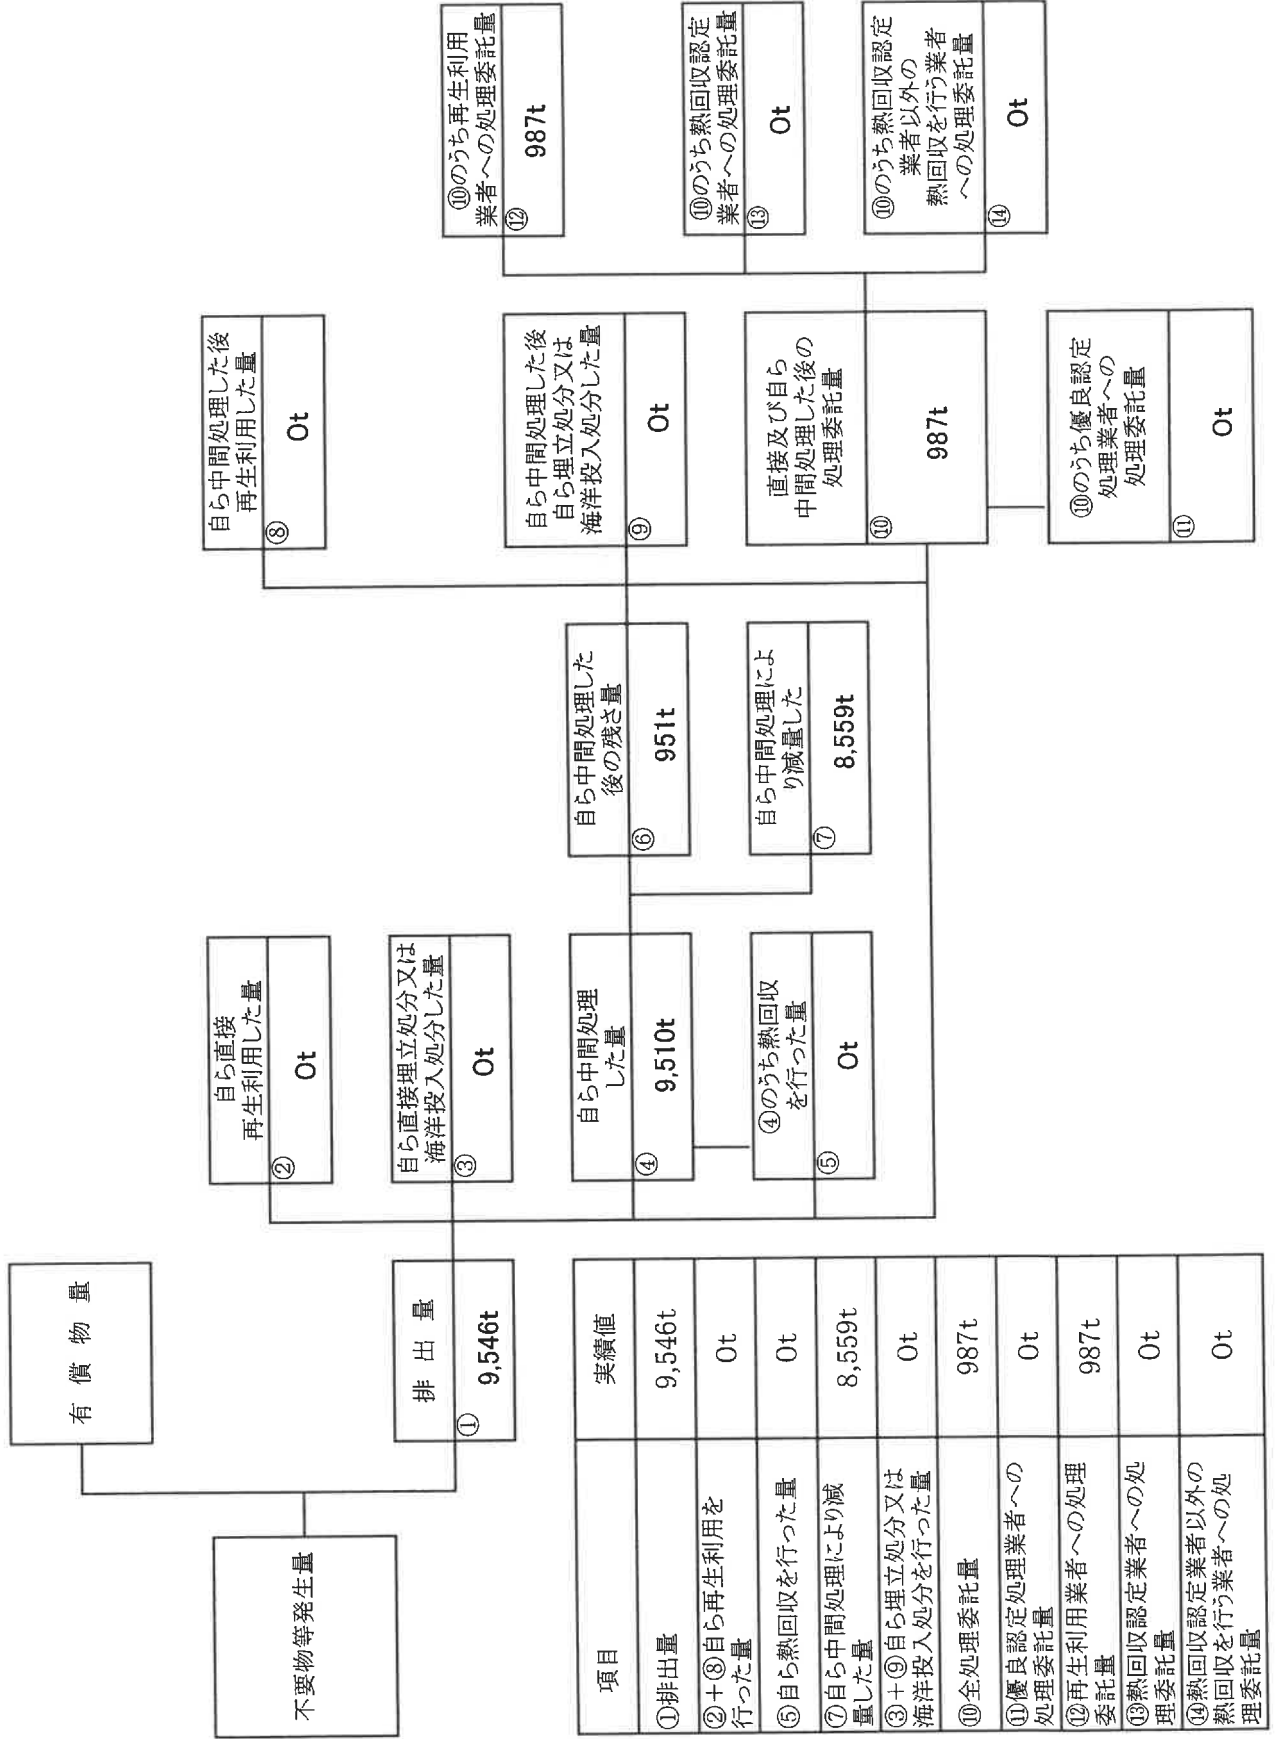 有償物量
不要物等発生量
排出量
①
9,546t
自ら直接
再生利用した量
②
0t
自ら直接埋立処分又は
海洋投入処分した量
③
0t
自ら中間処理
した量
④
9,510t
④のうち熱回収
を行った量
⑤
0t
自ら中間処理した
後の残さ量
⑥
951t
自ら中間処理によ
り減量した
⑦
8,559t
自ら中間処理した後
再生利用した量
⑧
0t
自ら中間処理した後
自ら埋立処分又は
海洋投入処分した量
⑨
0t
直接及び自ら
中間処理した後の
処理委託量
⑩
987t
⑩のうち優良認定
処理業者への
処理委託量
⑪
0t
⑩のうち再生利用
業者への処理委託量
⑫
987t
⑩のうち熱回収認定
業者への処理委託量
⑬
0t
⑩のうち熱回収認定
業者以外の
熱回収を行う業者
への処理委託量
⑭
0t
項目
実績値
①排出量
9,546t
②+⑧自ら再生利用を
行った量
0t
⑤自ら熱回収を行った量
0t
⑦自ら中間処理により減
量した量
8,559t
③+⑨自ら埋立処分又は
海洋投入処分を行った量
0t
⑩全処理委託量
987t
⑪優良認定処理業者への
処理委託量
0t
⑫再生利用業者への処理
委託量
987t
⑬熱回収認定業者への処
理委託量
0t
⑭熱回収認定業者以外の
熱回収を行う業者への処
理委託量
0t